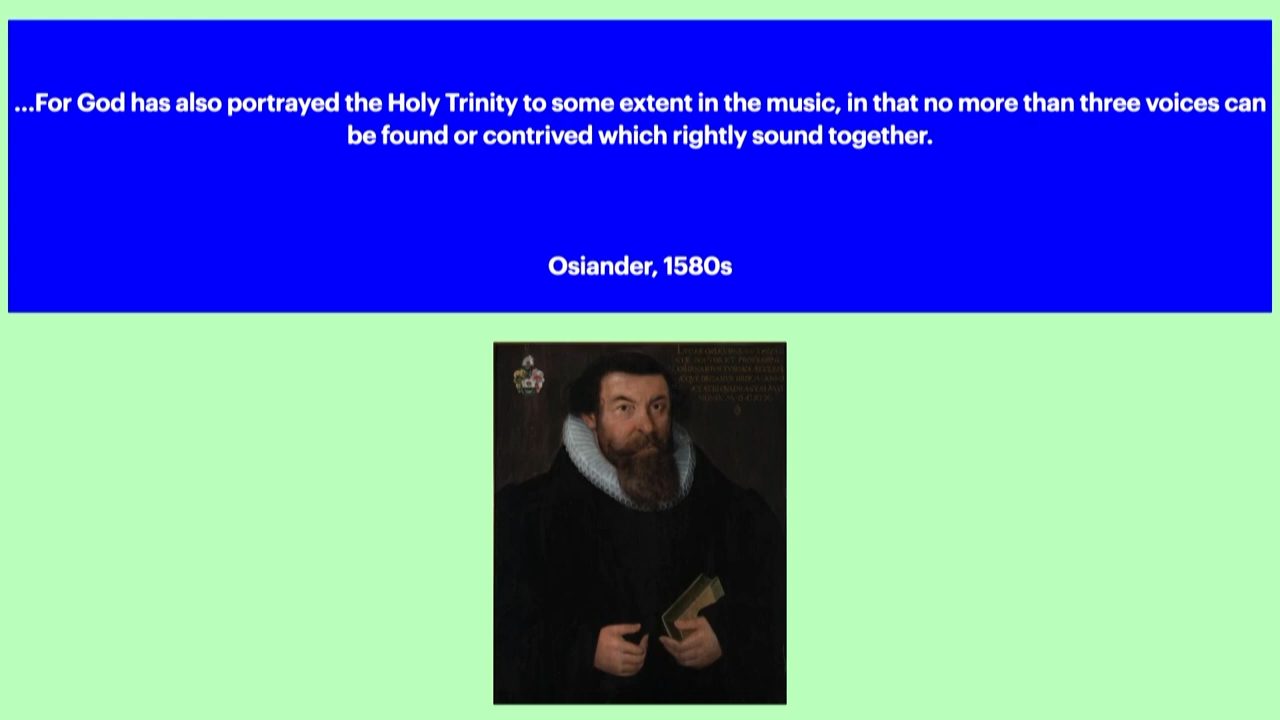 ...For God has also portrayed the Holy Trinity to some extent in the music, in that no more than three voices can
be found or contrived which rightly sound together.
Osiander, 1580s